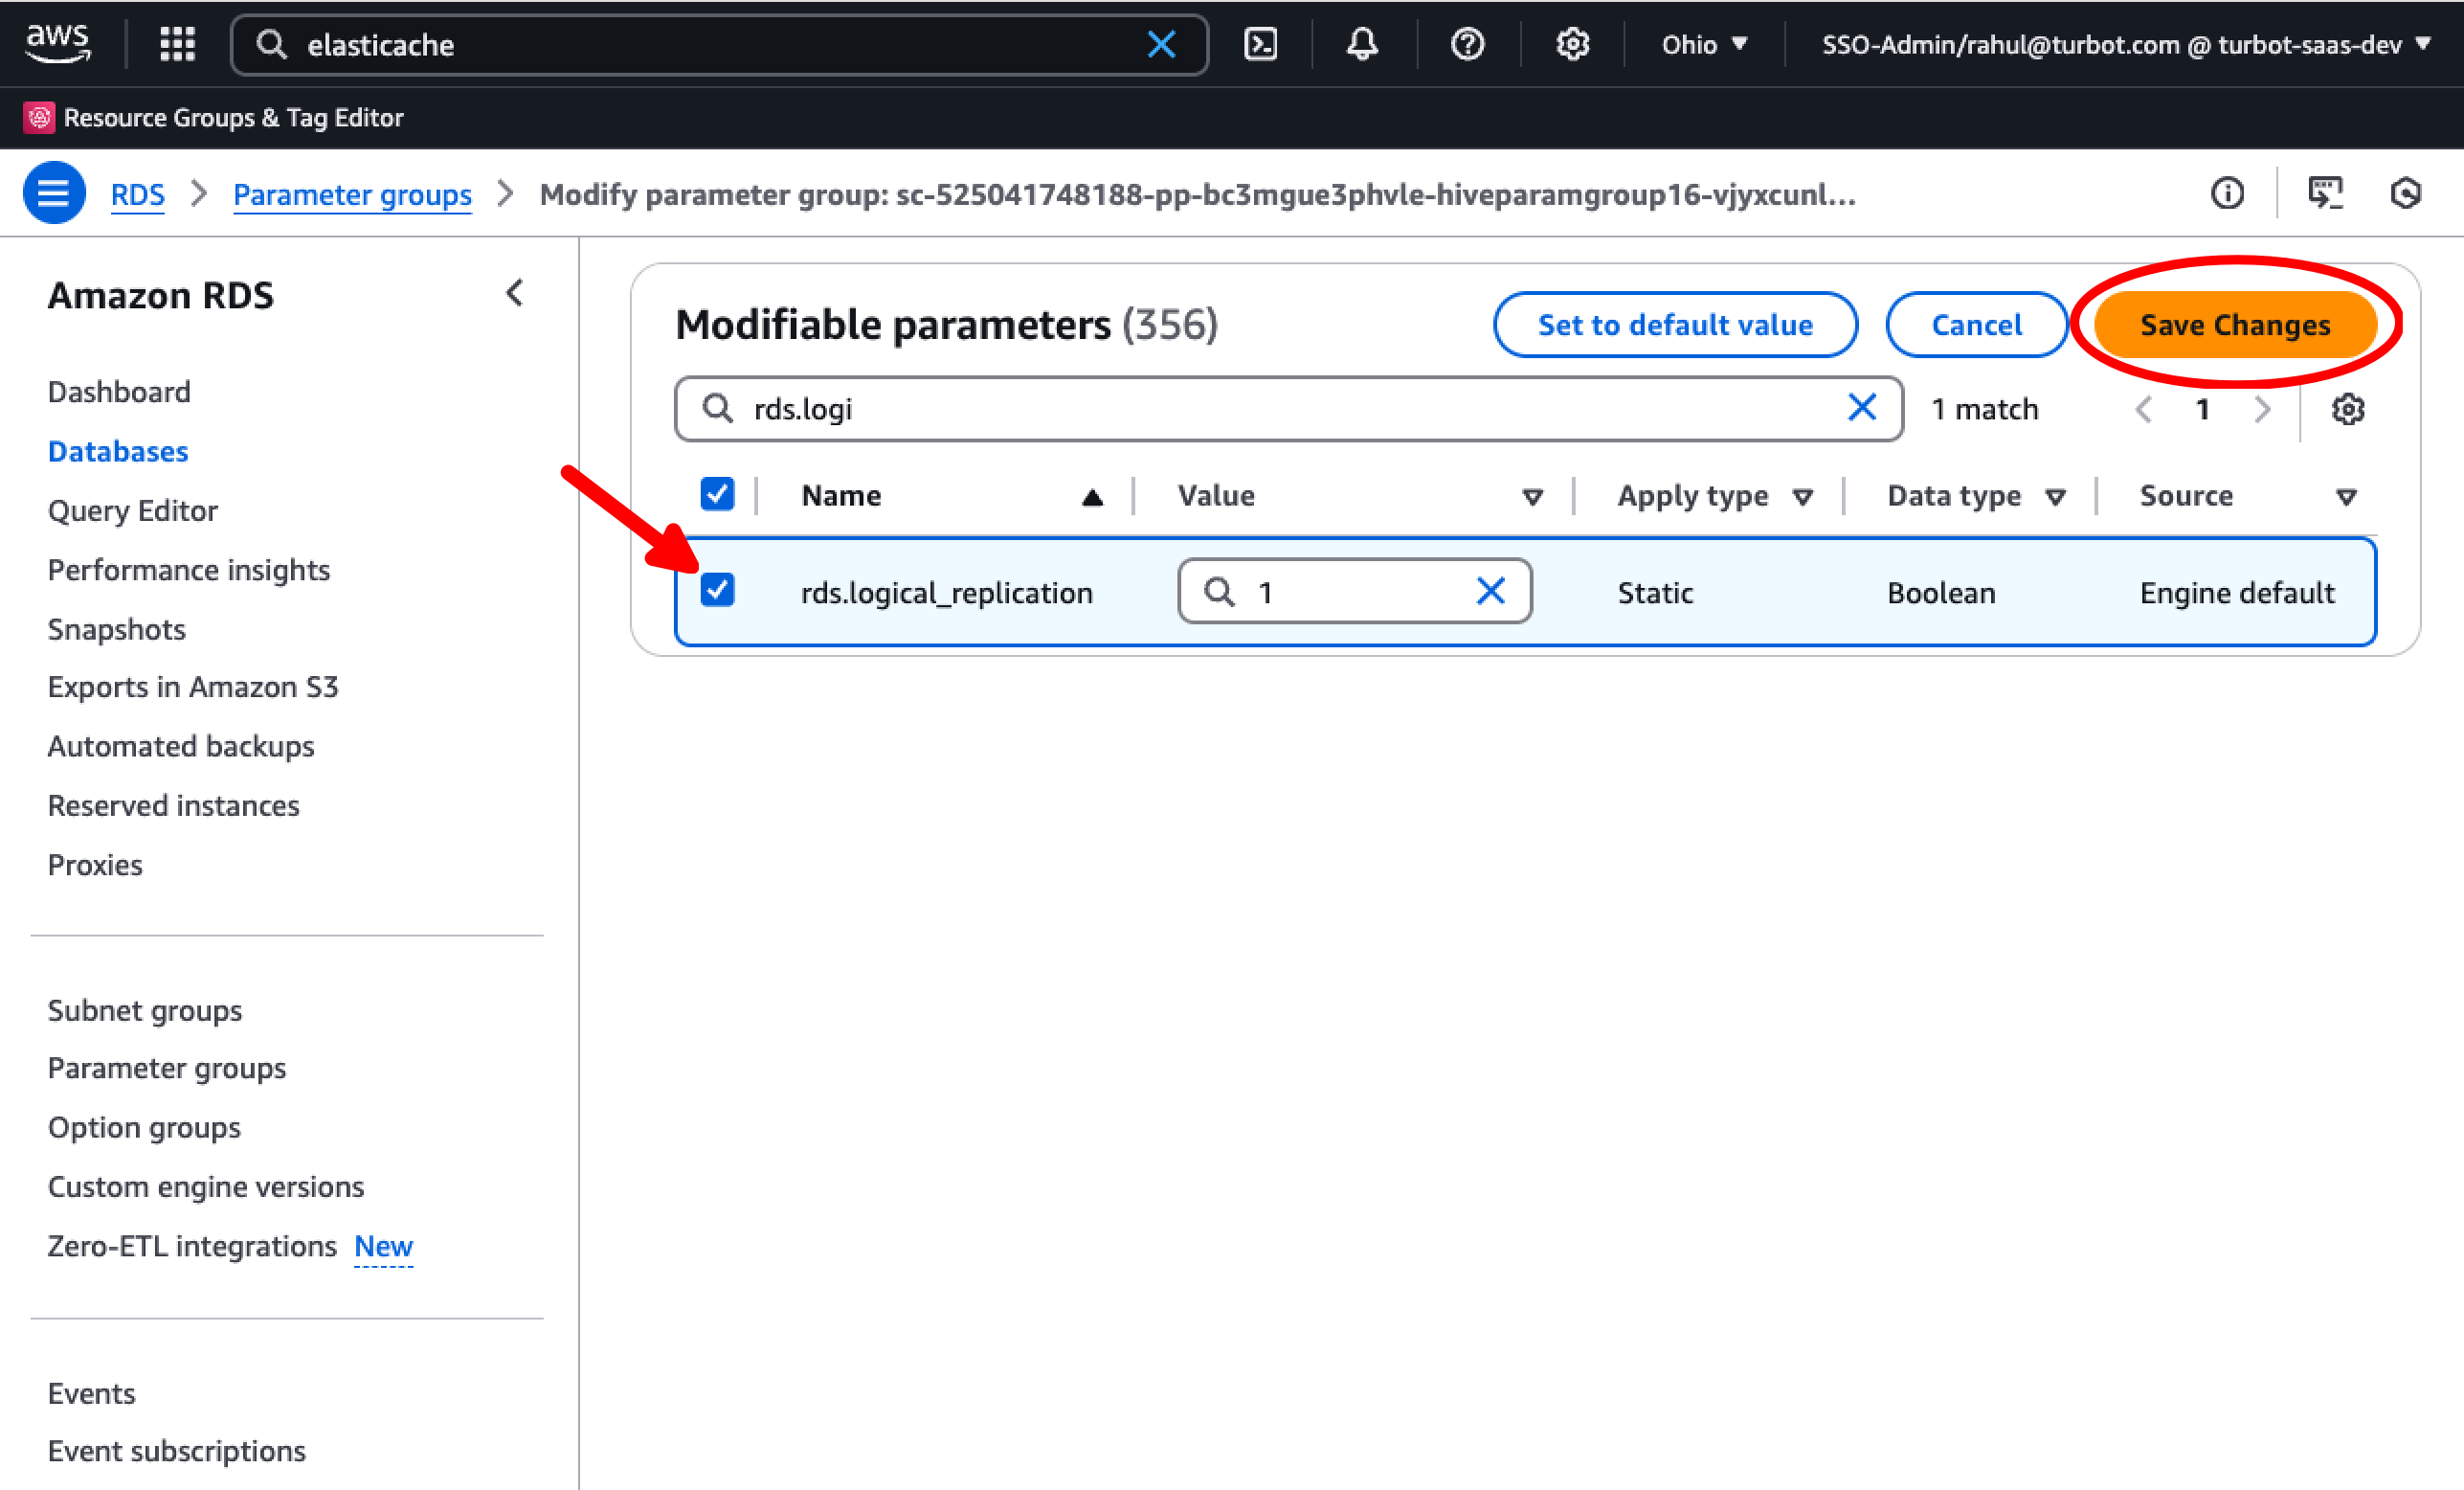 aws
elasticache
Ohio
SSO-Admin/rahul@turbot.com @ turbot-saas-dev
Resource Groups & Tag Editor
RDS
Parameter groups
Modify parameter group: sc-525041748188-pp-bc3mgue3phvle-hiveparamgroup16-vjyxcunl...
Amazon RDS
Dashboard
Databases
Query Editor
Performance insights
Snapshots
Exports in Amazon S3
Automated backups
Reserved instances
Proxies
Subnet groups
Parameter groups
Option groups
Custom engine versions
Zero-ETL integrations New
Events
Event subscriptions
Modifiable parameters (356)
Set to default value
Cancel
Save Changes
rds.logi
1 match
1
Name Value Apply type Data type Source
rds.logical_replication 1 Static Boolean Engine default